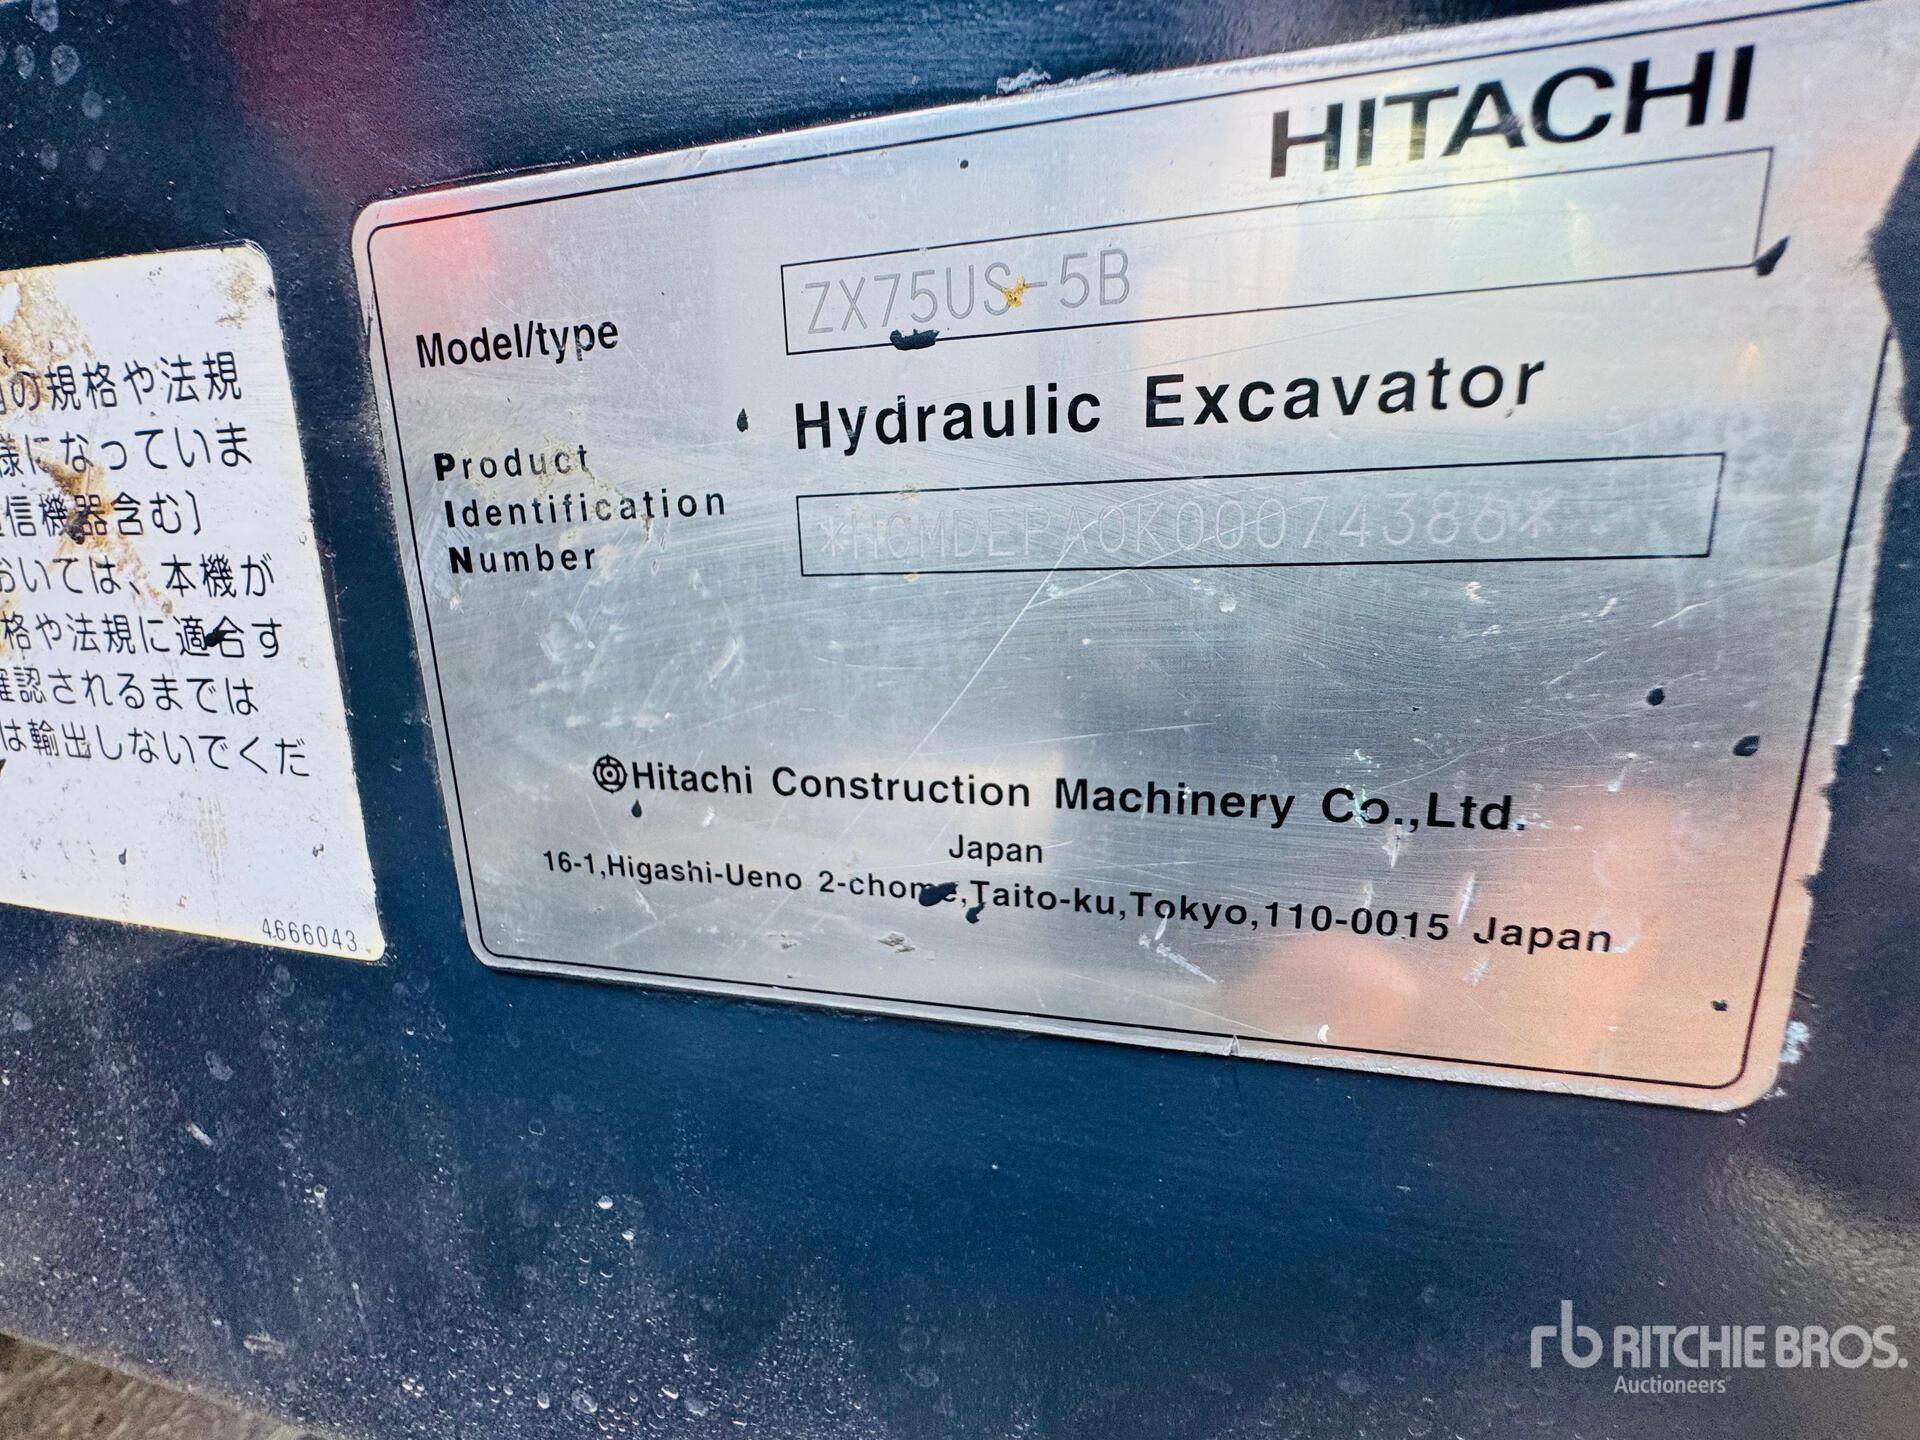 の規格や法規
様になっていま
信機器含む）
おいては、本機が
格や法規に適合す
確認されるまでは
は輸出しないでくだ
4666043
HITACHI
Model/type ZX75US-5B
Hydraulic Excavator
Product
Identification
Number
*HCMDEPA0K00074386*
Hitachi Construction Machinery Co.,Ltd.
Japan
16-1,Higashi-Ueno 2-chome,Taito-ku,Tokyo,110-0015 Japan
rb RITCHIE BROS.
Auctioneers